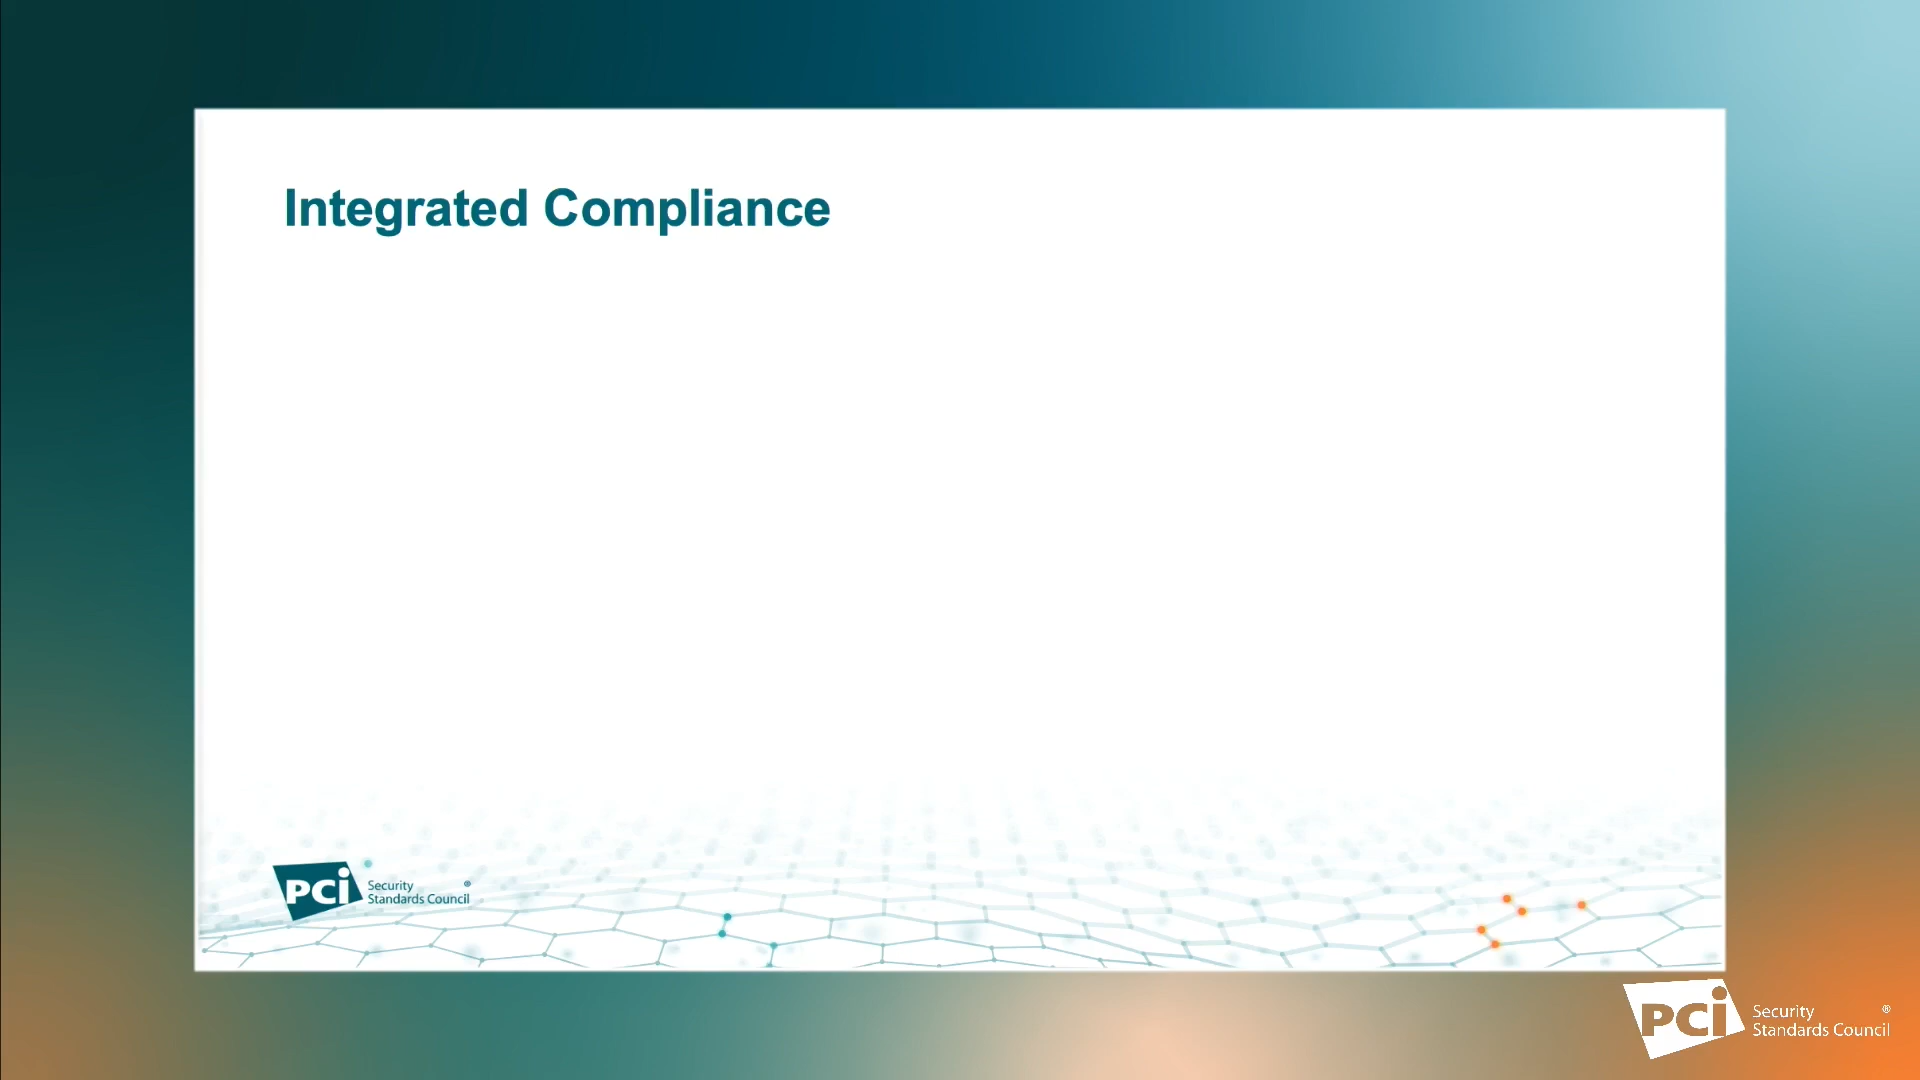 Integrated Compliance
PCi Security
Standards Council ®
PCi Security
Standards Council ®